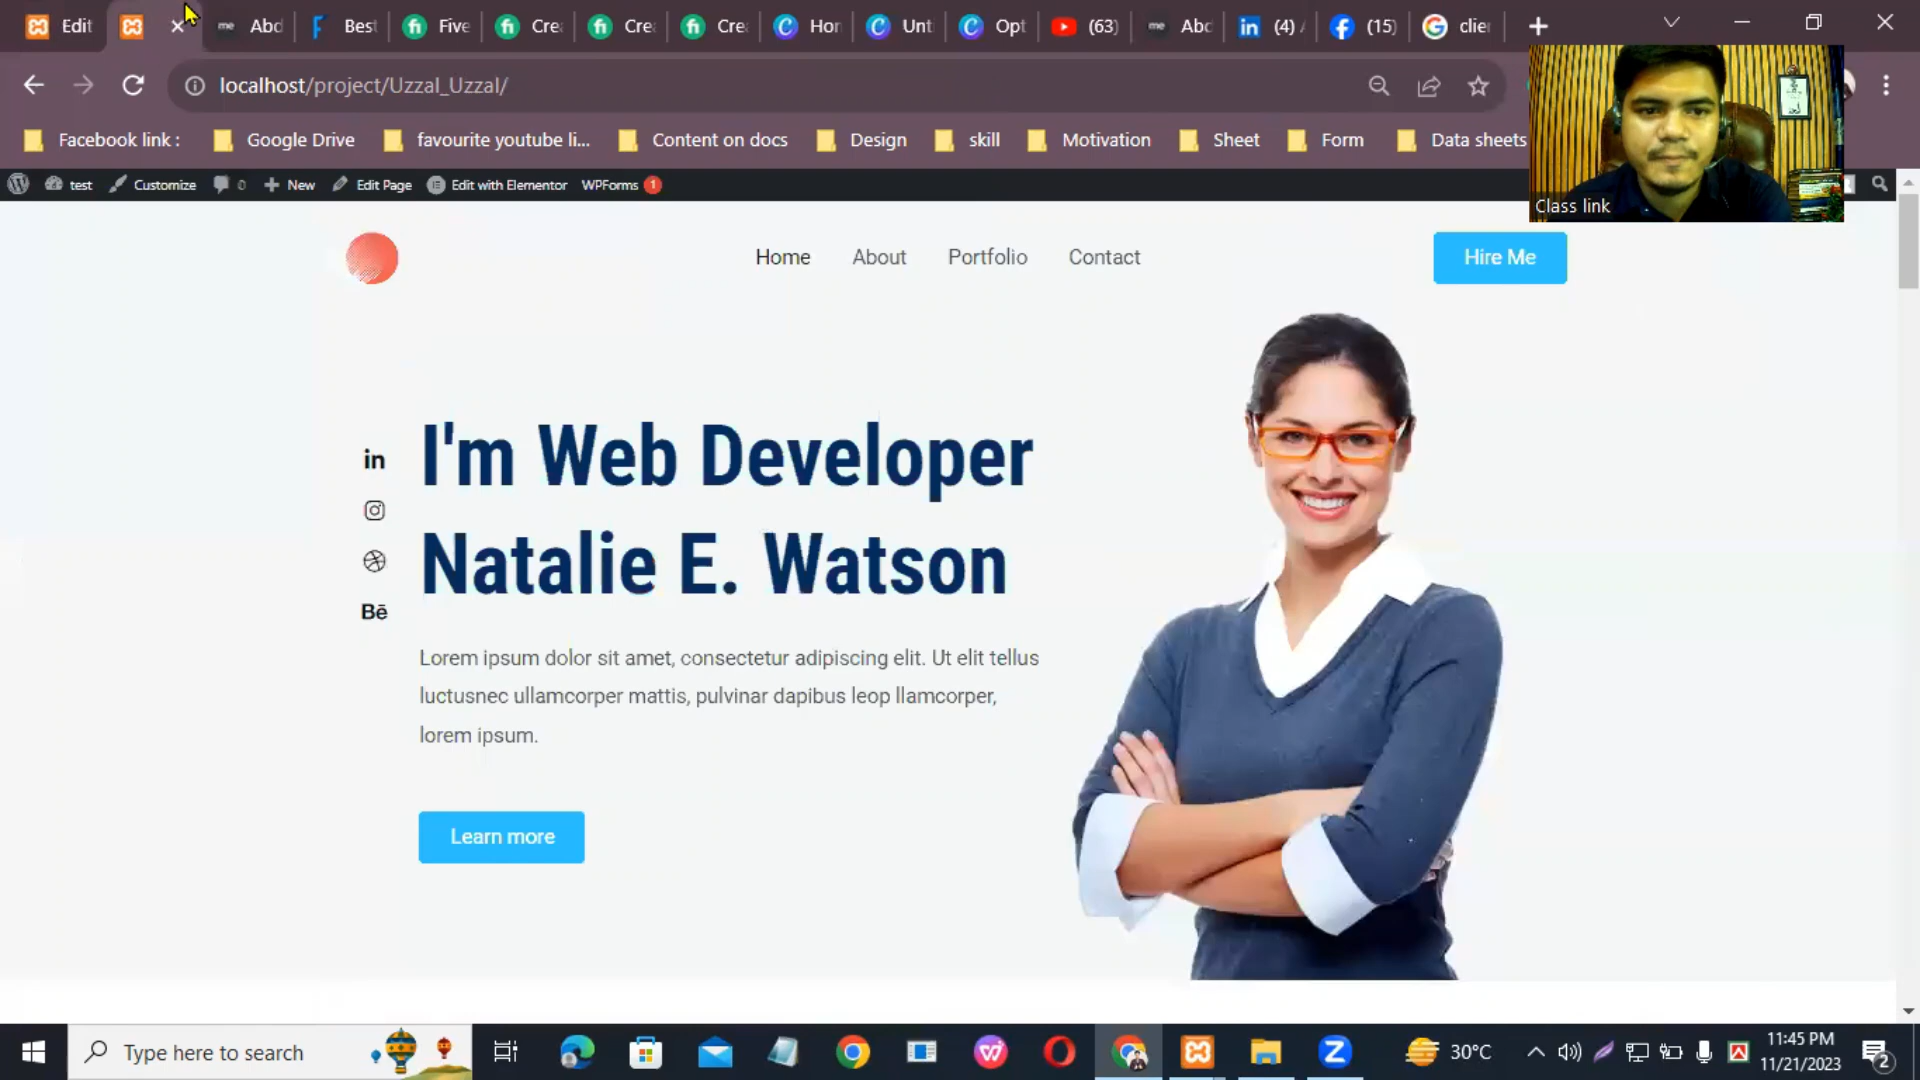 Edit
Abd
Best
Five
Cre
Cre
Cre
Hor
Unt
Opt
(63)
Abd
in (4)
(15)
clie
localhost/project/Uzzal_Uzzal/
Facebook link :
Google Drive
favourite youtube li...
Content on docs
Design
skill
Motivation
Sheet
Form
Data sheets
Class link
test
Customize
0
New
Edit Page
Edit with Elementor
WPForms 1
Home
About
Portfolio
Contact
Hire Me
in
Bē
I'm Web Developer
Natalie E. Watson
Lorem ipsum dolor sit amet, consectetur adipiscing elit. Ut elit tellus
luctusnec ullamcorper mattis, pulvinar dapibus leop llamcorper,
lorem ipsum.
Learn more
Type here to search
30°C
11:45 PM
11/21/2023
2